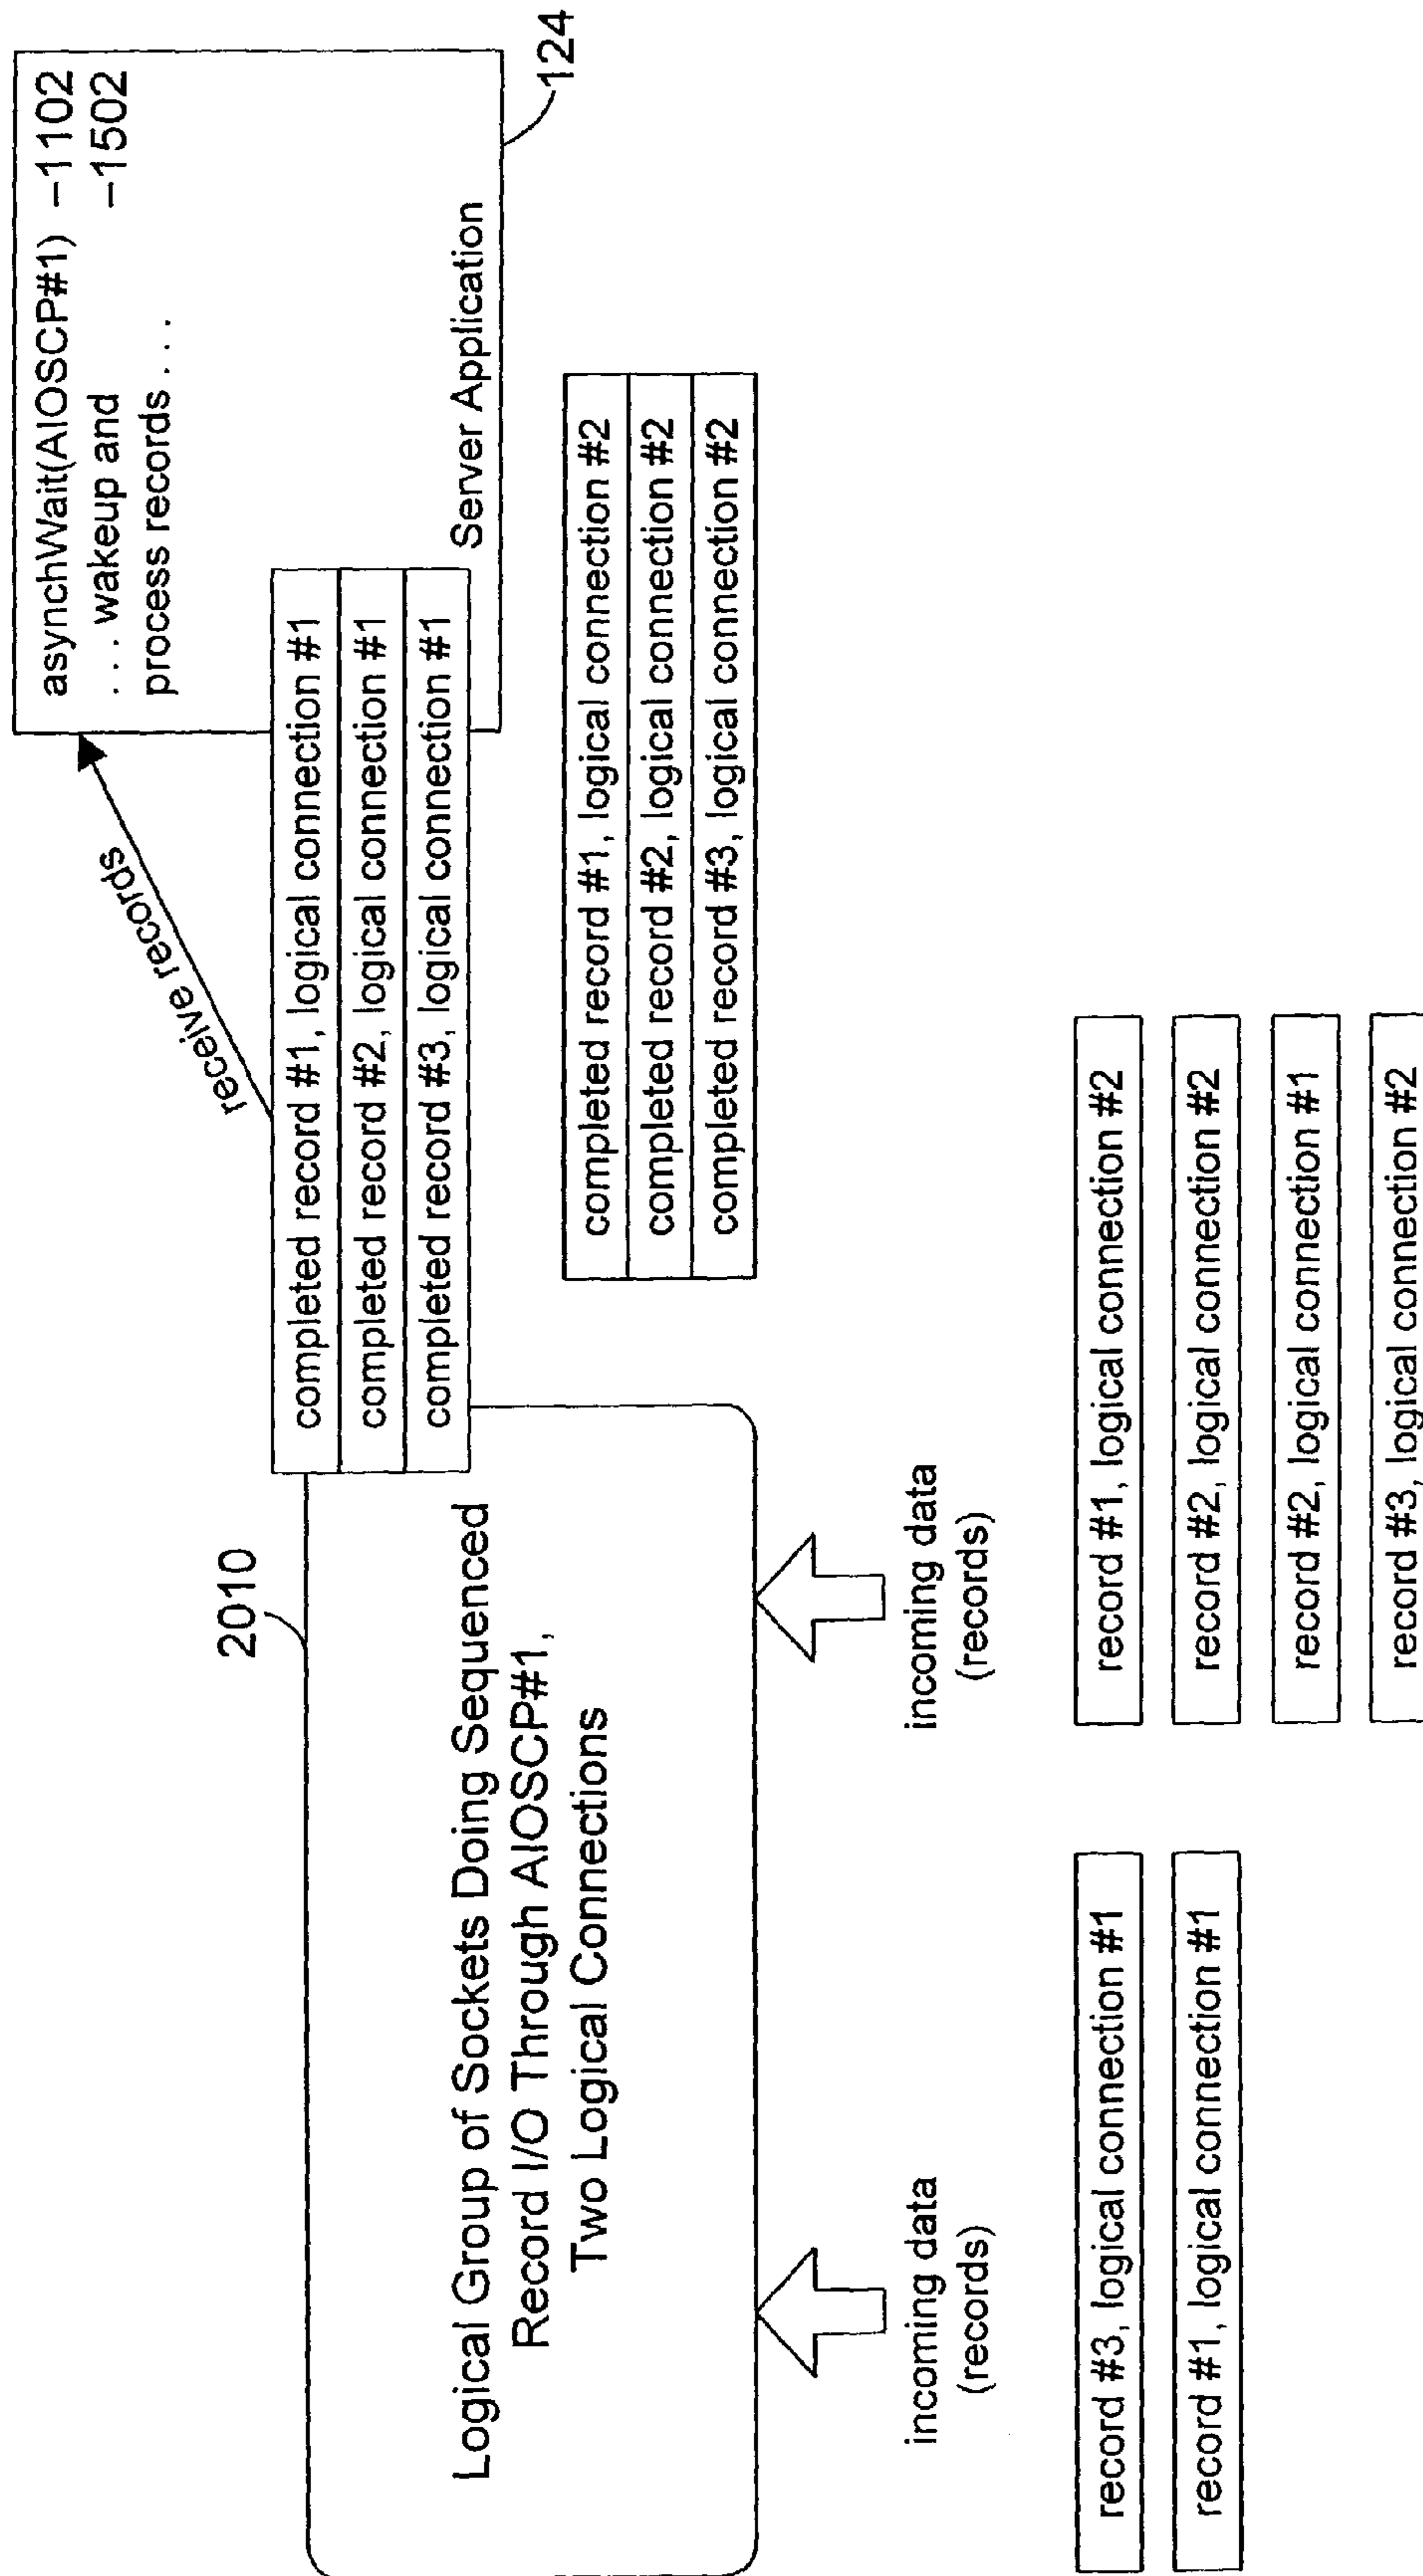 2010
Logical Group of Sockets Doing Sequenced
Record I/O Through AIOSCP#1,
Two Logical Connections
receive records
asynchWait(AIOSCP#1) –1102
. . . wakeup and –1502
process records . . .
Server Application
124
completed record #1, logical connection #1
completed record #2, logical connection #1
completed record #3, logical connection #1
completed record #1, logical connection #2
completed record #2, logical connection #2
completed record #3, logical connection #2
incoming data
(records)
incoming data
(records)
record #3, logical connection #1
record #1, logical connection #1
record #1, logical connection #2
record #2, logical connection #2
record #2, logical connection #1
record #3, logical connection #2